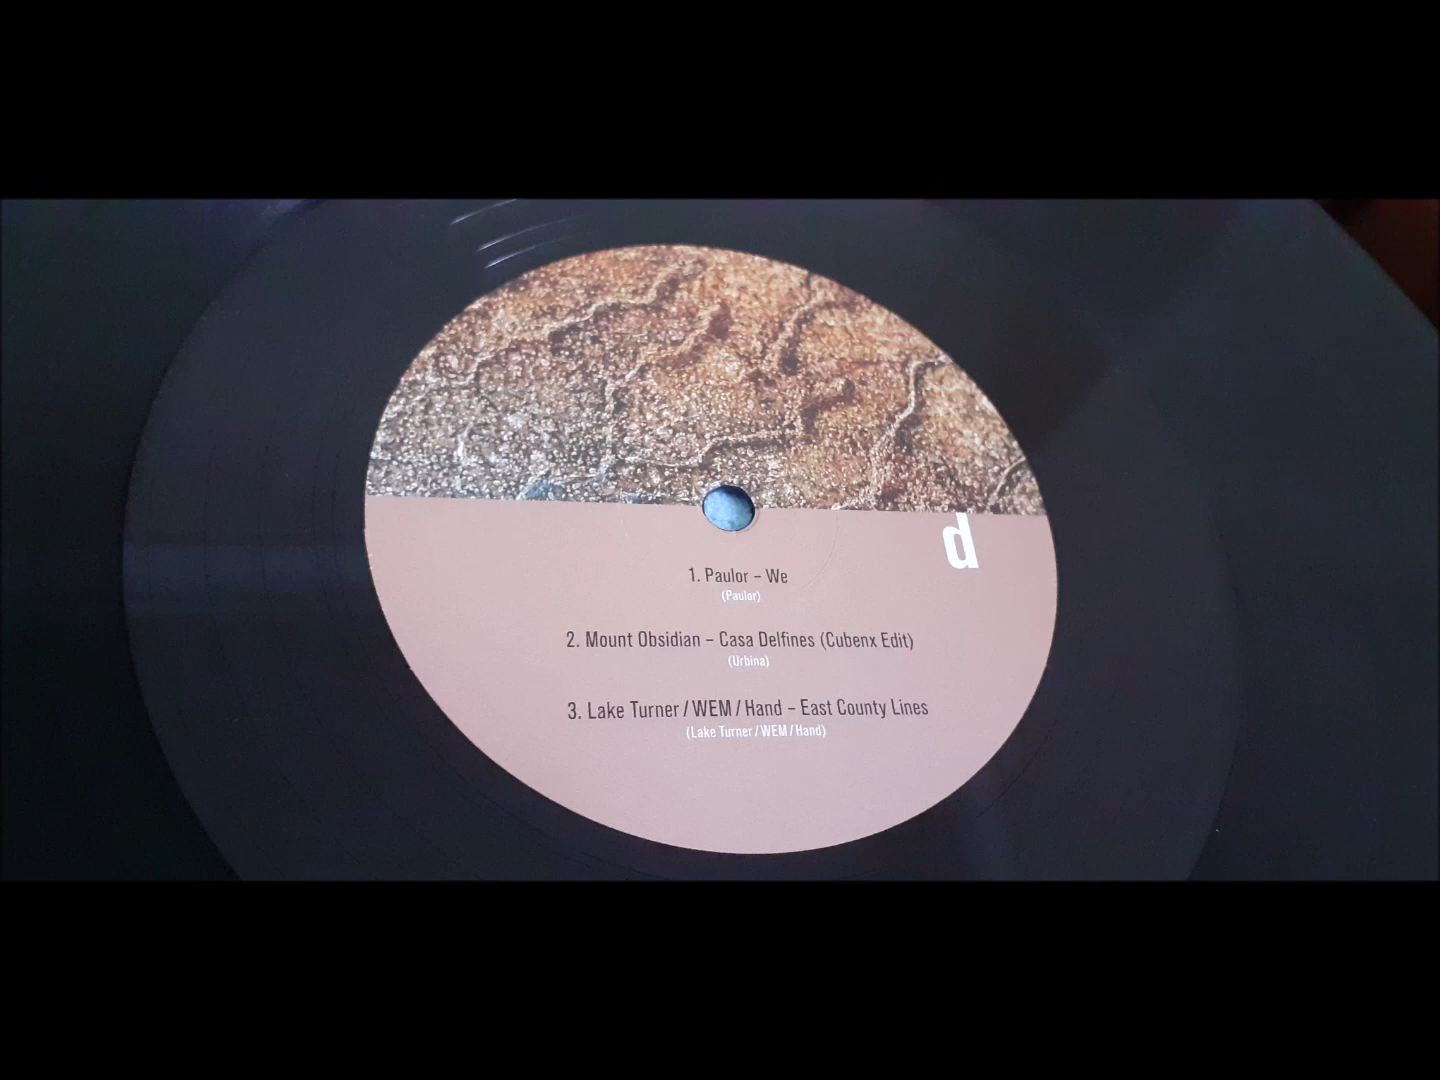 d
1. Paulor – We
(Paulor)
2. Mount Obsidian – Casa Delfines (Cubenx Edit)
(Urbina)
3. Lake Turner / WEM / Hand – East County Lines
(Lake Turner / WEM / Hand)